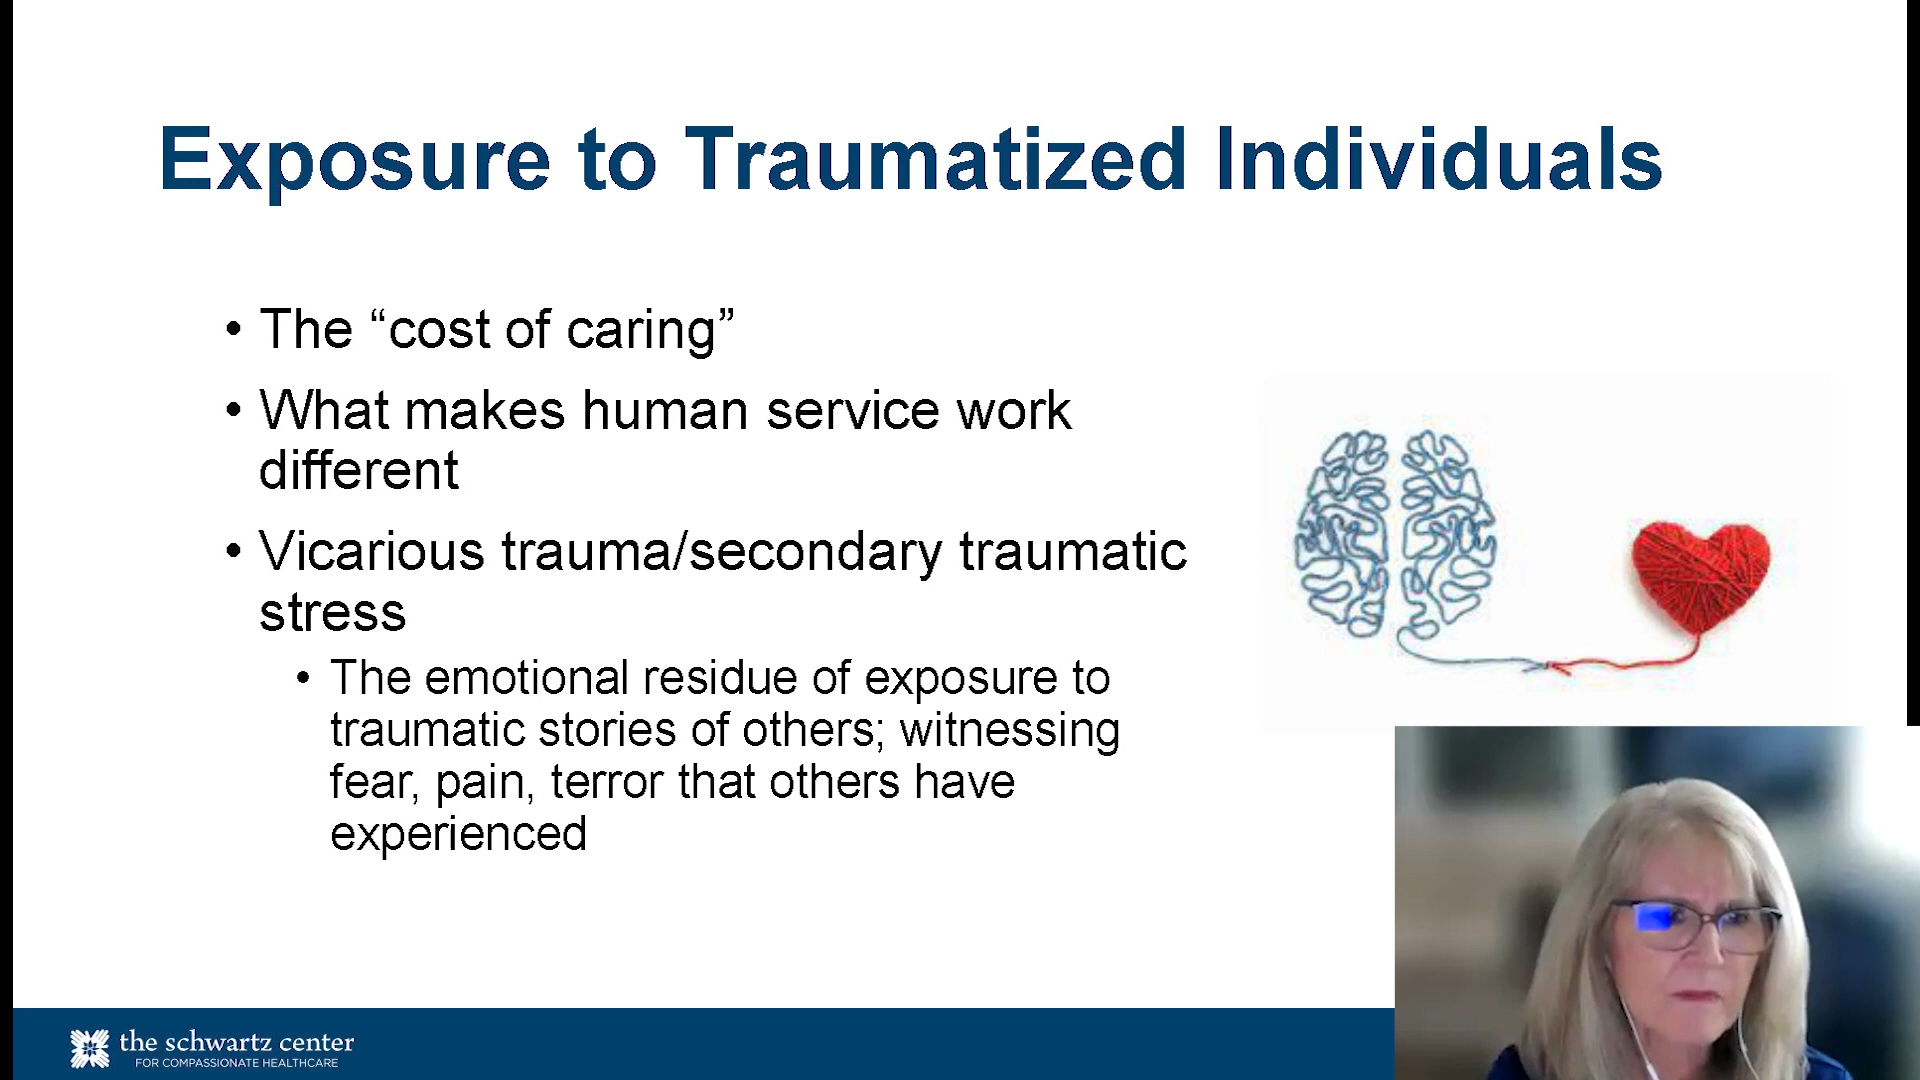 Exposure to Traumatized Individuals
• The “cost of caring”
• What makes human service work
different
• Vicarious trauma/secondary traumatic
stress
• The emotional residue of exposure to
traumatic stories of others; witnessing
fear, pain, terror that others have
experienced
the schwartz center
FOR COMPASSIONATE HEALTHCARE